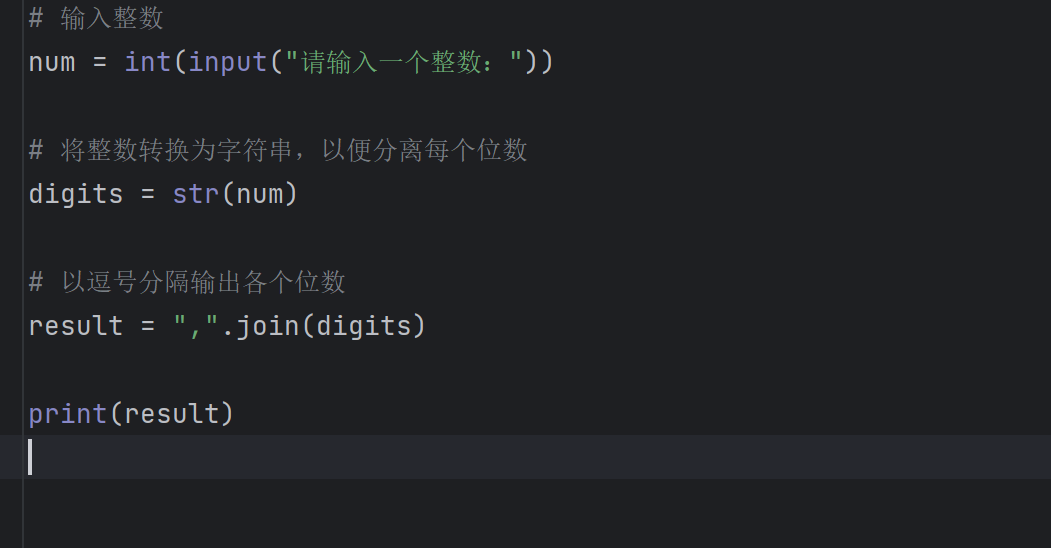 # 输入整数
num = int(input("请输入一个整数："))
# 将整数转换为字符串，以便分离每个位数
digits = str(num)
# 以逗号分隔输出各个位数
result = ",".join(digits)
print(result)